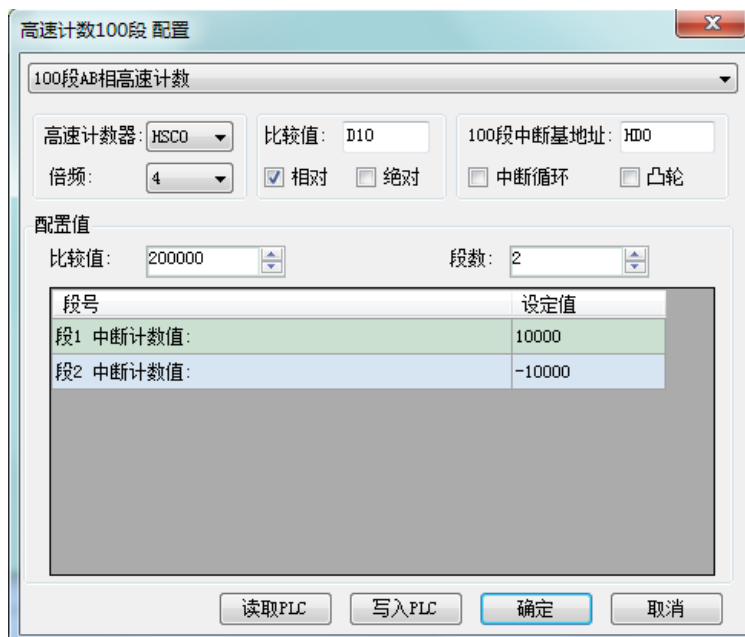 高速计数100段 配置
100段AB相高速计数
高速计数器: HSC0 比较值: D10 100段中断基地址: HD0
倍频: 4 相对 绝对 中断循环 凸轮
配置值
比较值: 200000 段数: 2
段号 设定值
段1 中断计数值: 10000
段2 中断计数值: -10000
读取PLC 写入PLC 确定 取消